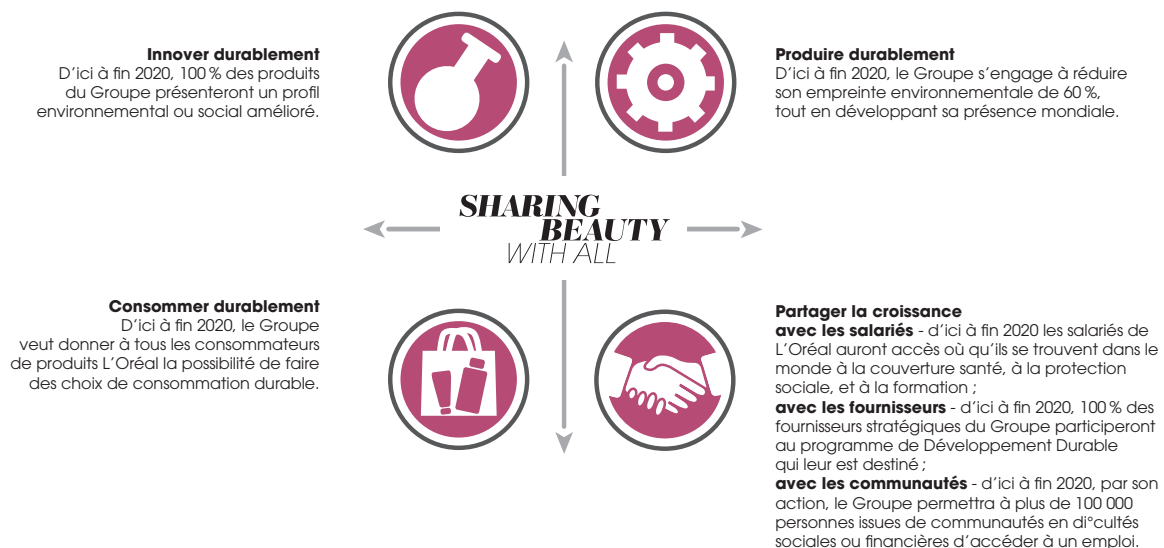 Innover durablement
D’ici à fin 2020, 100 % des produits
du Groupe présenteront un profil
environnemental ou social amélioré.
Produire durablement
D’ici à fin 2020, le Groupe s’engage à réduire
son empreinte environnementale de 60 %,
tout en développant sa présence mondiale.
SHARING
BEAUTY
WITH ALL
Consommer durablement
D’ici à fin 2020, le Groupe
veut donner à tous les consommateurs
de produits L’Oréal la possibilité de faire
des choix de consommation durable.
Partager la croissance
avec les salariés - d’ici à fin 2020 les salariés de
L’Oréal auront accès où qu’ils se trouvent dans le
monde à la couverture santé, à la protection
sociale, et à la formation ;
avec les fournisseurs - d’ici à fin 2020, 100 % des
fournisseurs stratégiques du Groupe participeront
au programme de Développement Durable
qui leur est destiné ;
avec les communautés - d’ici à fin 2020, par son
action, le Groupe permettra à plus de 100 000
personnes issues de communautés en di°cultés
sociales ou financières d’accéder à un emploi.